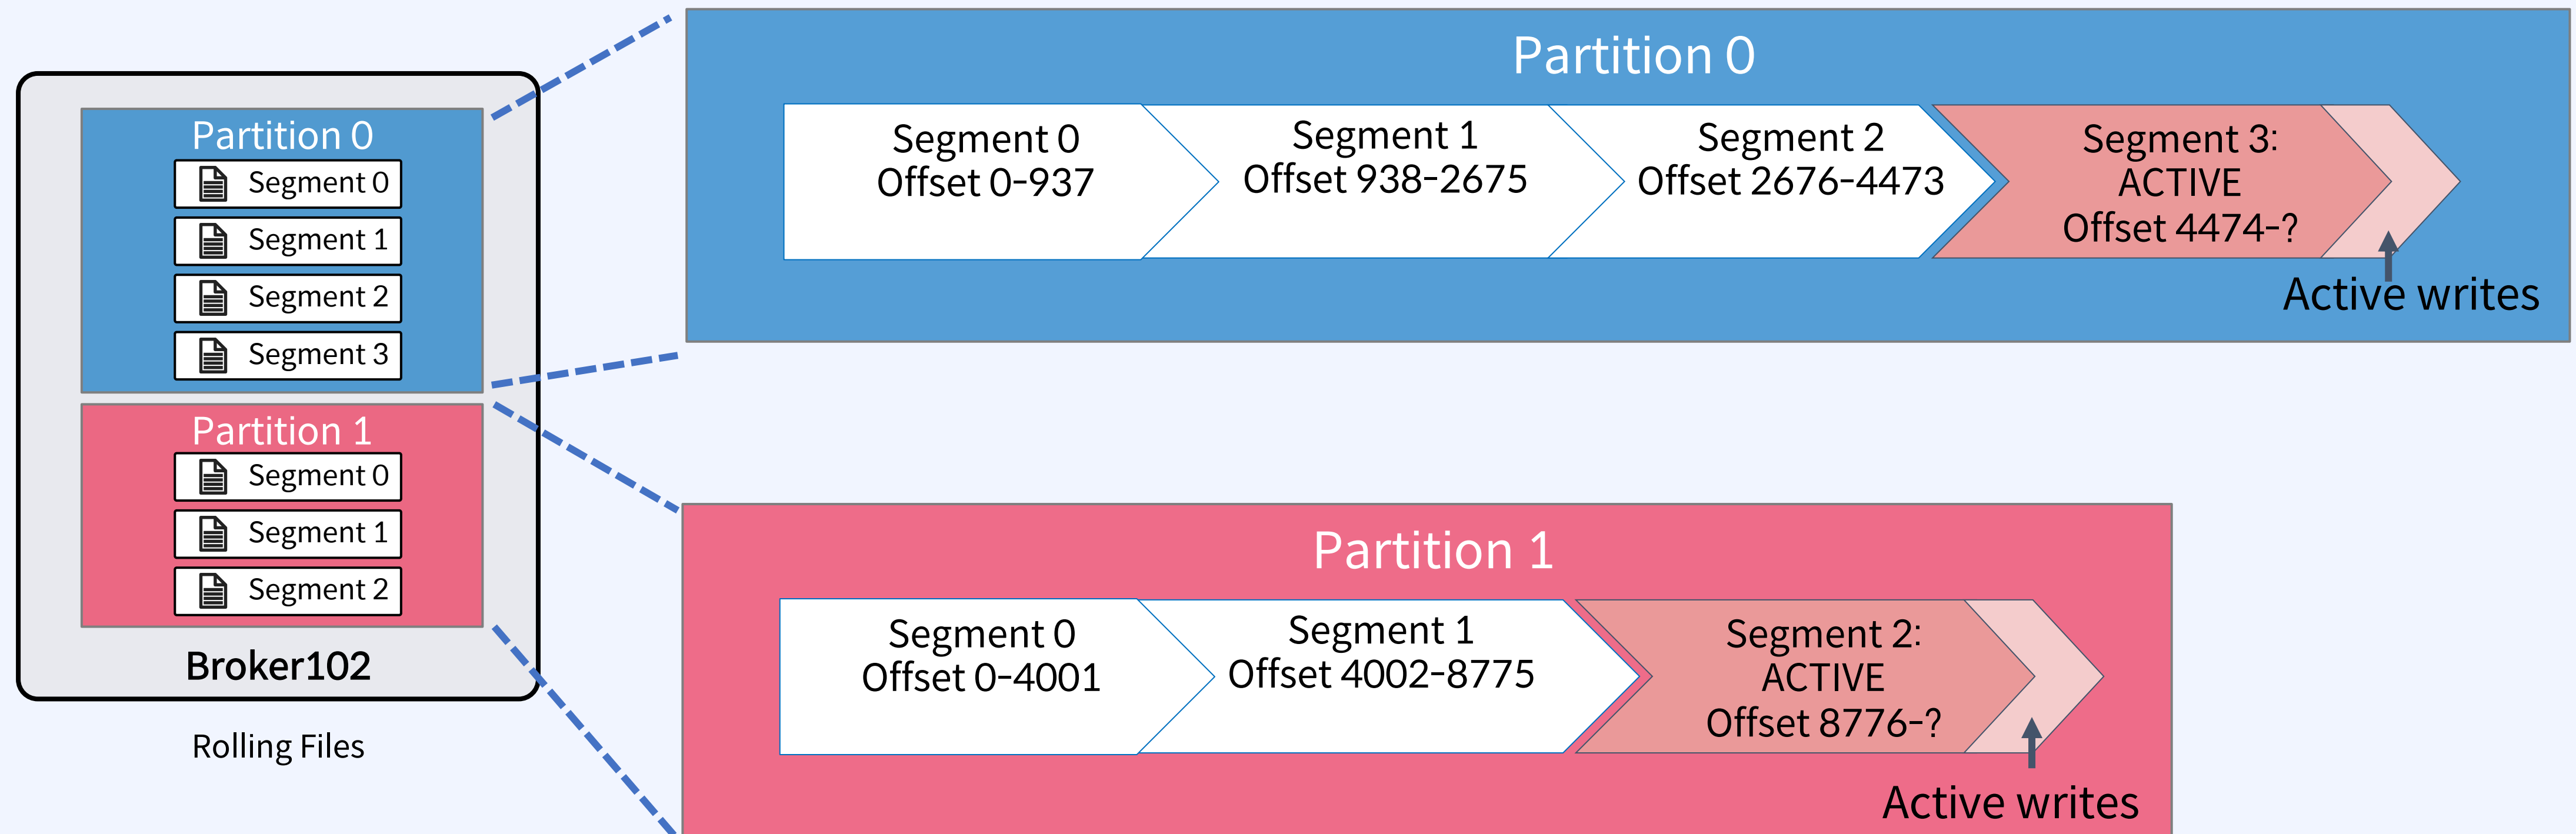 Partition 0
Segment 0
Segment 1
Segment 2
Segment 3
Partition 1
Segment 0
Segment 1
Segment 2
Broker102
Rolling Files
Partition 0
Segment 0
Offset 0-937
Segment 1
Offset 938-2675
Segment 2
Offset 2676-4473
Segment 3:
ACTIVE
Offset 4474-?
Active writes
Partition 1
Segment 0
Offset 0-4001
Segment 1
Offset 4002-8775
Segment 2:
ACTIVE
Offset 8776-?
Active writes